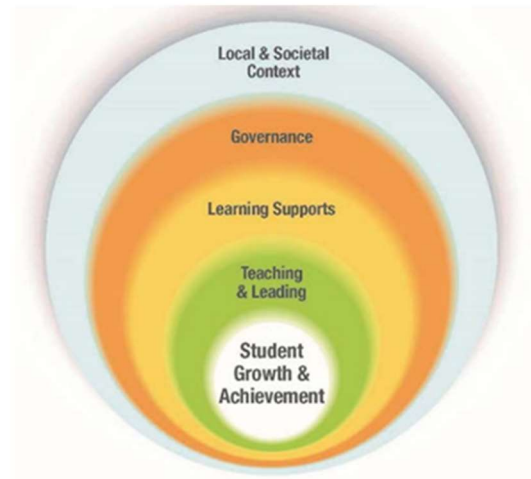 Local & Societal
Context
Governance
Learning Supports
Teaching
& Leading
Student
Growth &
Achievement